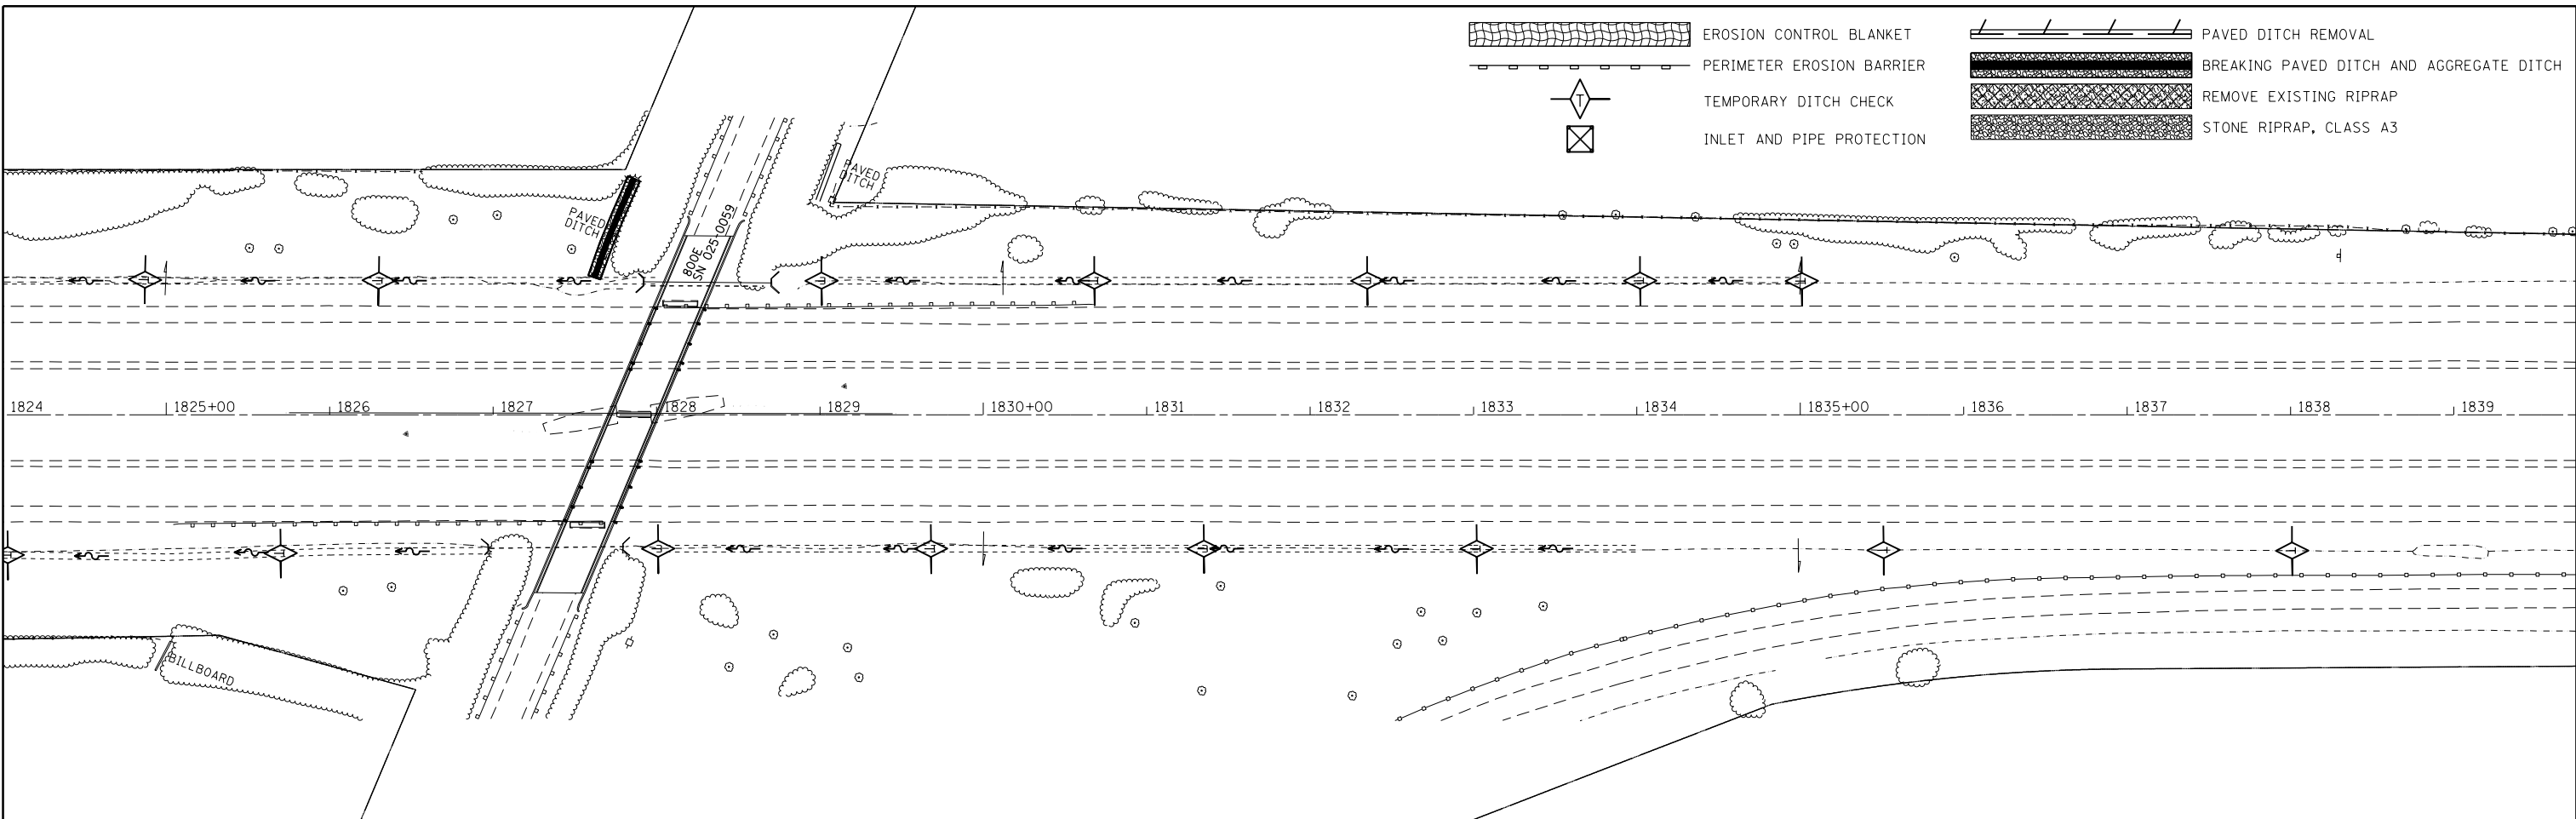 EROSION CONTROL BLANKET
PERIMETER EROSION BARRIER
T
TEMPORARY DITCH CHECK
INLET AND PIPE PROTECTION
PAVED DITCH REMOVAL
BREAKING PAVED DITCH AND AGGREGATE DITCH
REMOVE EXISTING RIPRAP
STONE RIPRAP, CLASS A3
PAVED
DITCH
PAVED
DITCH
800E
SN 025-0059
T
T
T
T
T
T
T
1824
1825+00
1826
1827
1828
1829
1830+00
1831
1832
1833
1834
1835+00
1836
1837
1838
1839
T
T
T
T
T
T
T
T
BILLBOARD